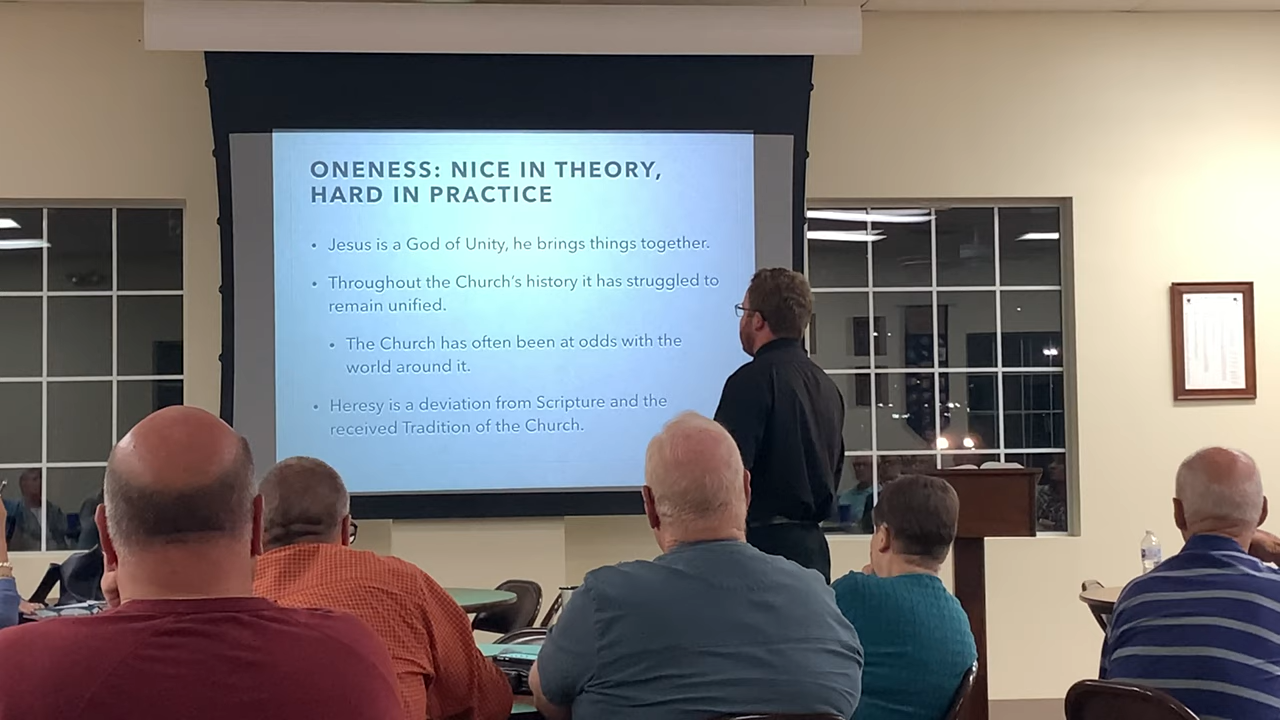 ONENESS: NICE IN THEORY,
HARD IN PRACTICE
• Jesus is a God of Unity, he brings things together.
• Throughout the Church's history it has struggled to
remain unified.
• The Church has often been at odds with the
world around it.
• Heresy is a deviation from Scripture and the
received Tradition of the Church.